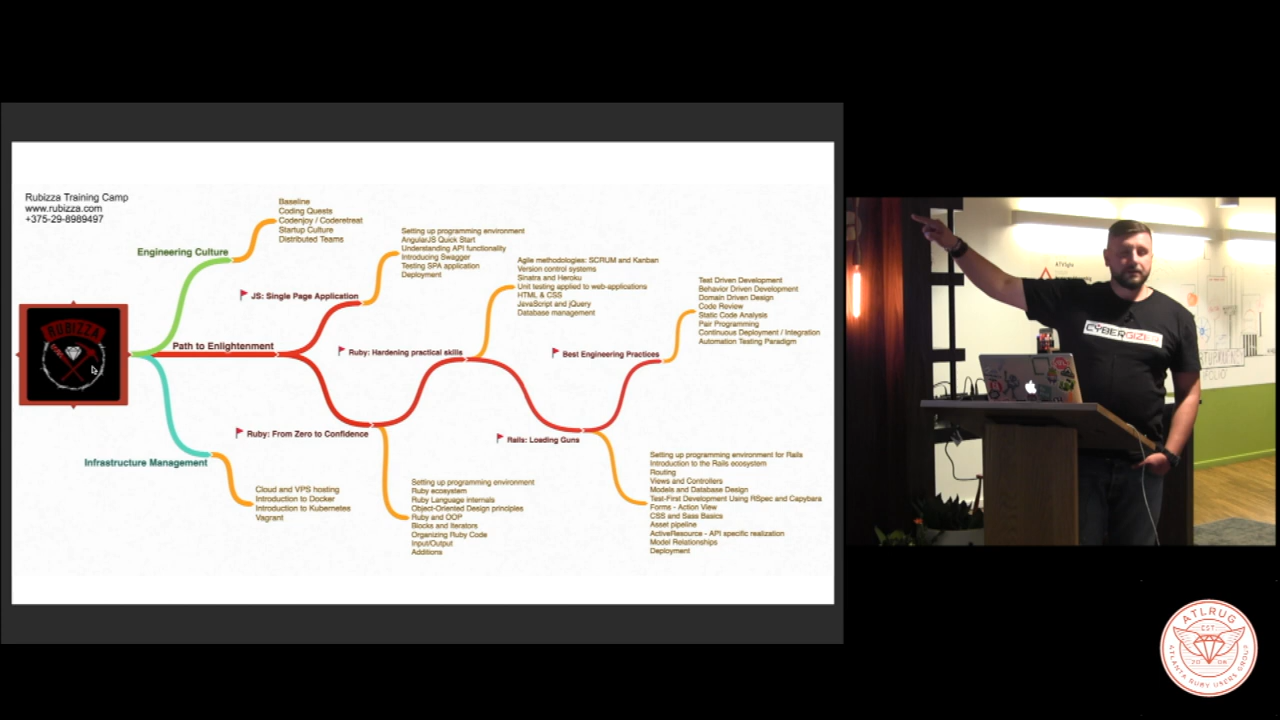 Rubizza Training Camp
www.rubizza.com
+375-29-8989497
RUBIZZA
Engineering Culture
Baseline
Coding Quests
Codenjoy / Coderetreat
Startup Culture
Distributed Teams
Path to Enlightenment
JS: Single Page Application
Setting up programming environment
AngularJS Quick Start
Understanding API functionality
Introducing Swagger
Testing SPA application
Deployment
Ruby: Hardening practical skills
Agile methodologies: SCRUM and Kanban
Version control systems
Sinatra and Heroku
Unit testing applied to web-applications
HTML & CSS
JavaScript and jQuery
Database management
Best Engineering Practices
Test Driven Development
Behavior Driven Development
Domain Driven Design
Code Review
Static Code Analysis
Pair Programming
Continuous Deployment / Integration
Automation Testing Paradigm
Ruby: From Zero to Confidence
Setting up programming environment
Ruby ecosystem
Ruby Language internals
Object-Oriented Design principles
Ruby and OOP
Blocks and Iterators
Organizing Ruby Code
Input/Output
Additions
Rails: Loading Guns
Setting up programming environment for Rails
Introduction to the Rails ecosystem
Routing
Views and Controllers
Models and Database Design
Test-First Development Using RSpec and Capybara
Forms - Action View
CSS and Sass Basics
Asset pipeline
ActiveResource - API specific realization
Model Relationships
Deployment
Infrastructure Management
Cloud and VPS hosting
Introduction to Docker
Introduction to Kubernetes
Vagrant
CYBERGIZER
ATLRUG
EST
20 06
ATLANTA RUBY USERS GROUP